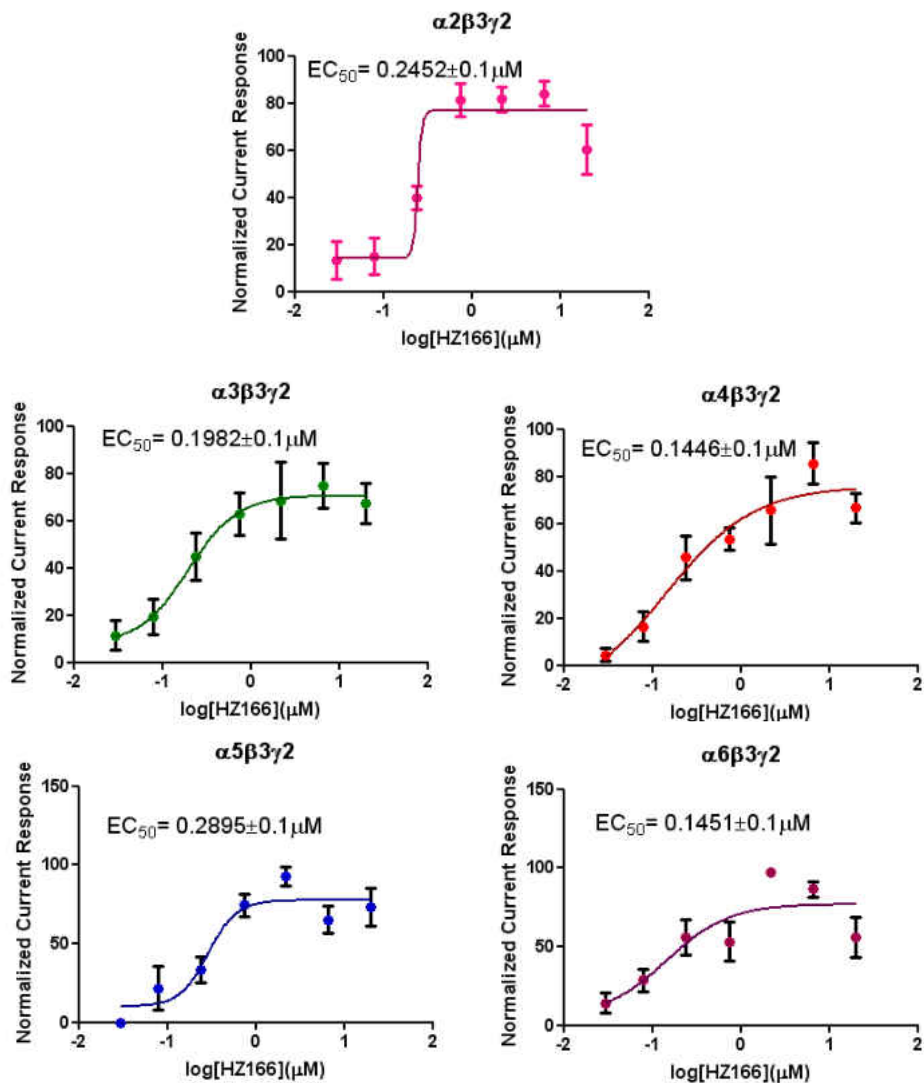 α2β3γ2
EC50= 0.2452±0.1μM
Normalized Current Response
100
80
60
40
20
0
-2
-1
0
1
2
log[HZ166](μM)
α3β3γ2
EC50= 0.1982±0.1μM
Normalized Current Response
100
80
60
40
20
0
-2
-1
0
1
2
log[HZ166](μM)
α4β3γ2
EC50= 0.1446±0.1μM
Normalized Current Response
100
80
60
40
20
0
-2
-1
0
1
2
log[HZ166](μM)
α5β3γ2
EC50= 0.2895±0.1μM
Normalized Current Response
150
100
50
0
-2
-1
0
1
2
log[HZ166](μM)
α6β3γ2
EC50= 0.1451±0.1μM
Normalized Current Response
150
100
50
0
-2
-1
0
1
2
log[HZ166](μM)